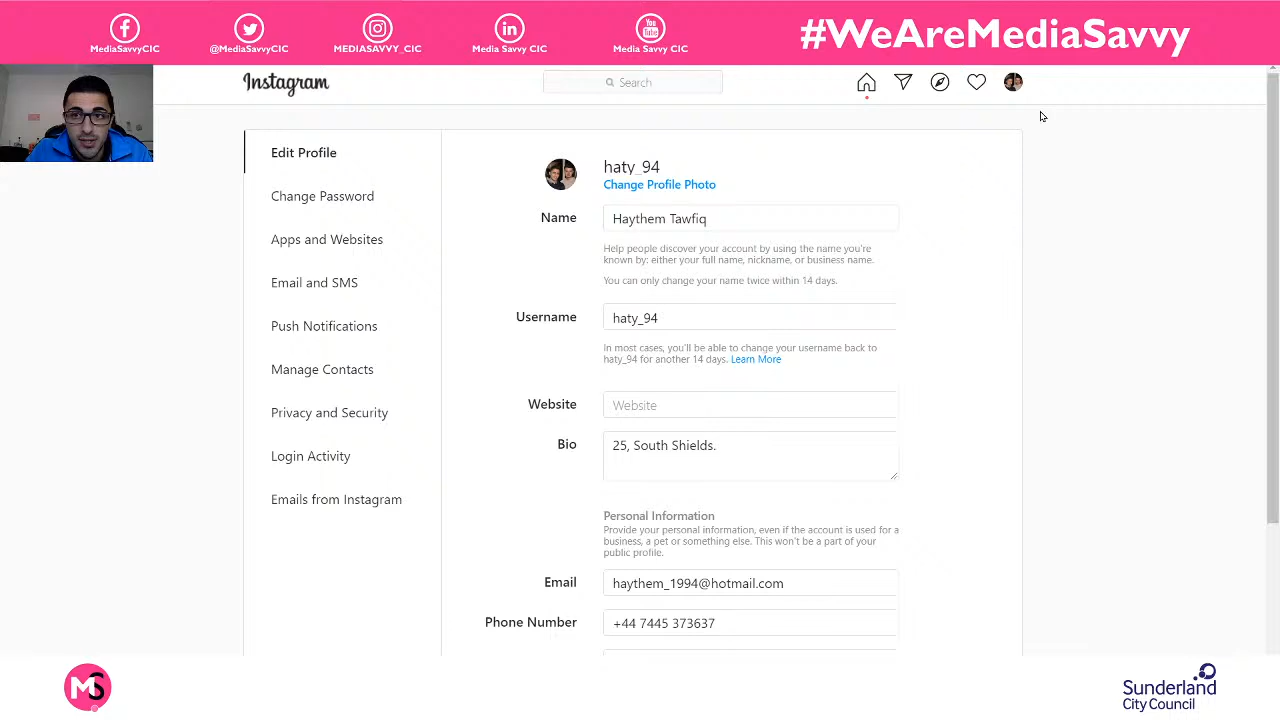 MediaSavvyCIC
@MediaSavvyCIC
MEDIASAVVY_CIC
Media Savvy CIC
You Tube
Media Savvy CIC
#WeAreMediaSavvy
Instagram
Search
Edit Profile
Change Password
Apps and Websites
Email and SMS
Push Notifications
Manage Contacts
Privacy and Security
Login Activity
Emails from Instagram
haty_94
Change Profile Photo
Name
Haythem Tawfiq
Help people discover your account by using the name you're
known by: either your full name, nickname, or business name.
You can only change your name twice within 14 days.
Username
haty_94
In most cases, you'll be able to change your username back to
haty_94 for another 14 days. Learn More
Website
Website
Bio
25, South Shields.
Personal Information
Provide your personal information, even if the account is used for a
business, a pet or something else. This won't be a part of your
public profile.
Email
haythem_1994@hotmail.com
Phone Number
+44 7445 373637
MS
Sunderland
City Council